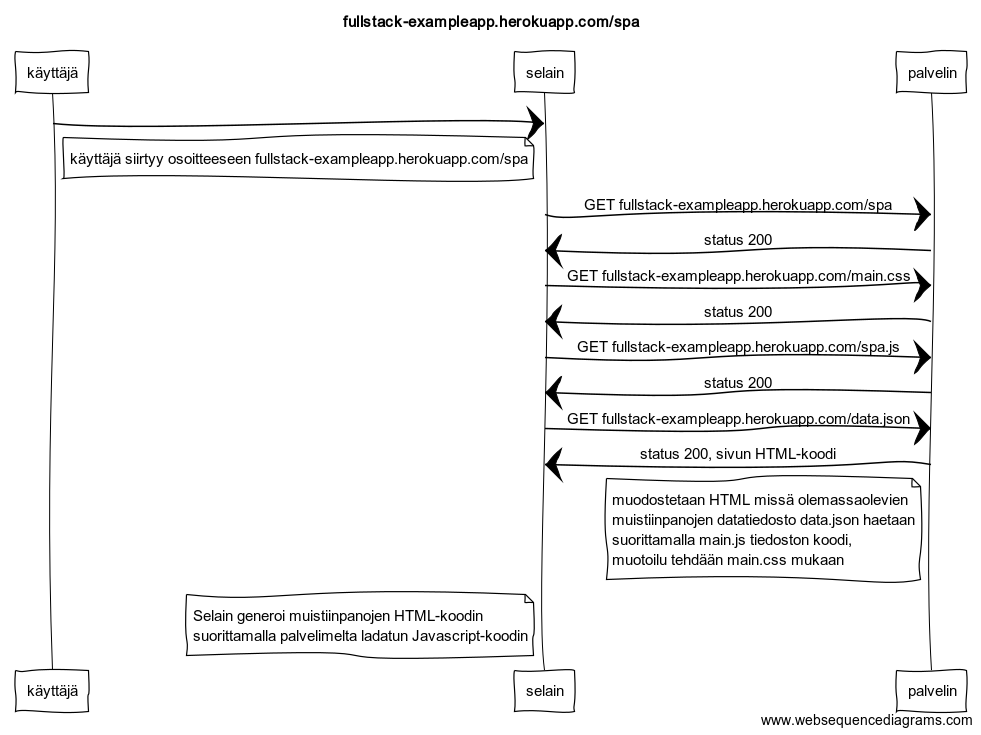 fullstack-exampleapp.herokuapp.com/spa
käyttäjä
selain
palvelin
käyttäjä siirtyy osoitteeseen fullstack-exampleapp.herokuapp.com/spa
GET fullstack-exampleapp.herokuapp.com/spa
status 200
GET fullstack-exampleapp.herokuapp.com/main.css
status 200
GET fullstack-exampleapp.herokuapp.com/spa.js
status 200
GET fullstack-exampleapp.herokuapp.com/data.json
status 200, sivun HTML-koodi
muodostetaan HTML missä olemassaolevien
muistiinpanojen datatiedosto data.json haetaan
suorittamalla main.js tiedoston koodi,
muotoilu tehdään main.css mukaan
Selain generoi muistiinpanojen HTML-koodin
suorittamalla palvelimelta ladatun Javascript-koodin
käyttäjä
selain
palvelin
www.websequencediagrams.com